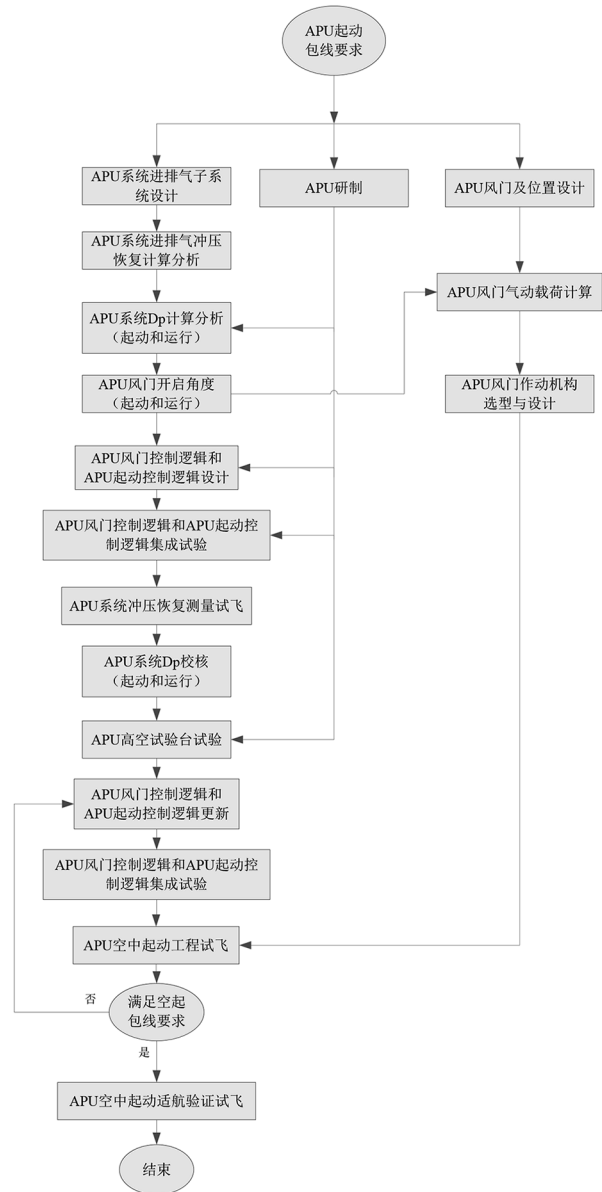 APU起动
包线要求
APU系统进排气子系
统设计
APU研制
APU风门及位置设计
APU系统进排气冲压
恢复计算分析
APU风门气动载荷计算
APU系统Dp计算分析
（起动和运行）
APU风门开启角度
（起动和运行）
APU风门作动机构
选型与设计
APU风门控制逻辑和
APU起动控制逻辑设计
APU风门控制逻辑和APU起动控
制逻辑集成试验
APU系统冲压恢复测量试飞
APU系统Dp校核
（起动和运行）
APU高空试验台试验
APU风门控制逻辑和
APU起动控制逻辑更新
APU风门控制逻辑和APU起动控
制逻辑集成试验
APU空中起动工程试飞
否
满足空起
包线要求
是
APU空中起动适航验证试飞
结束